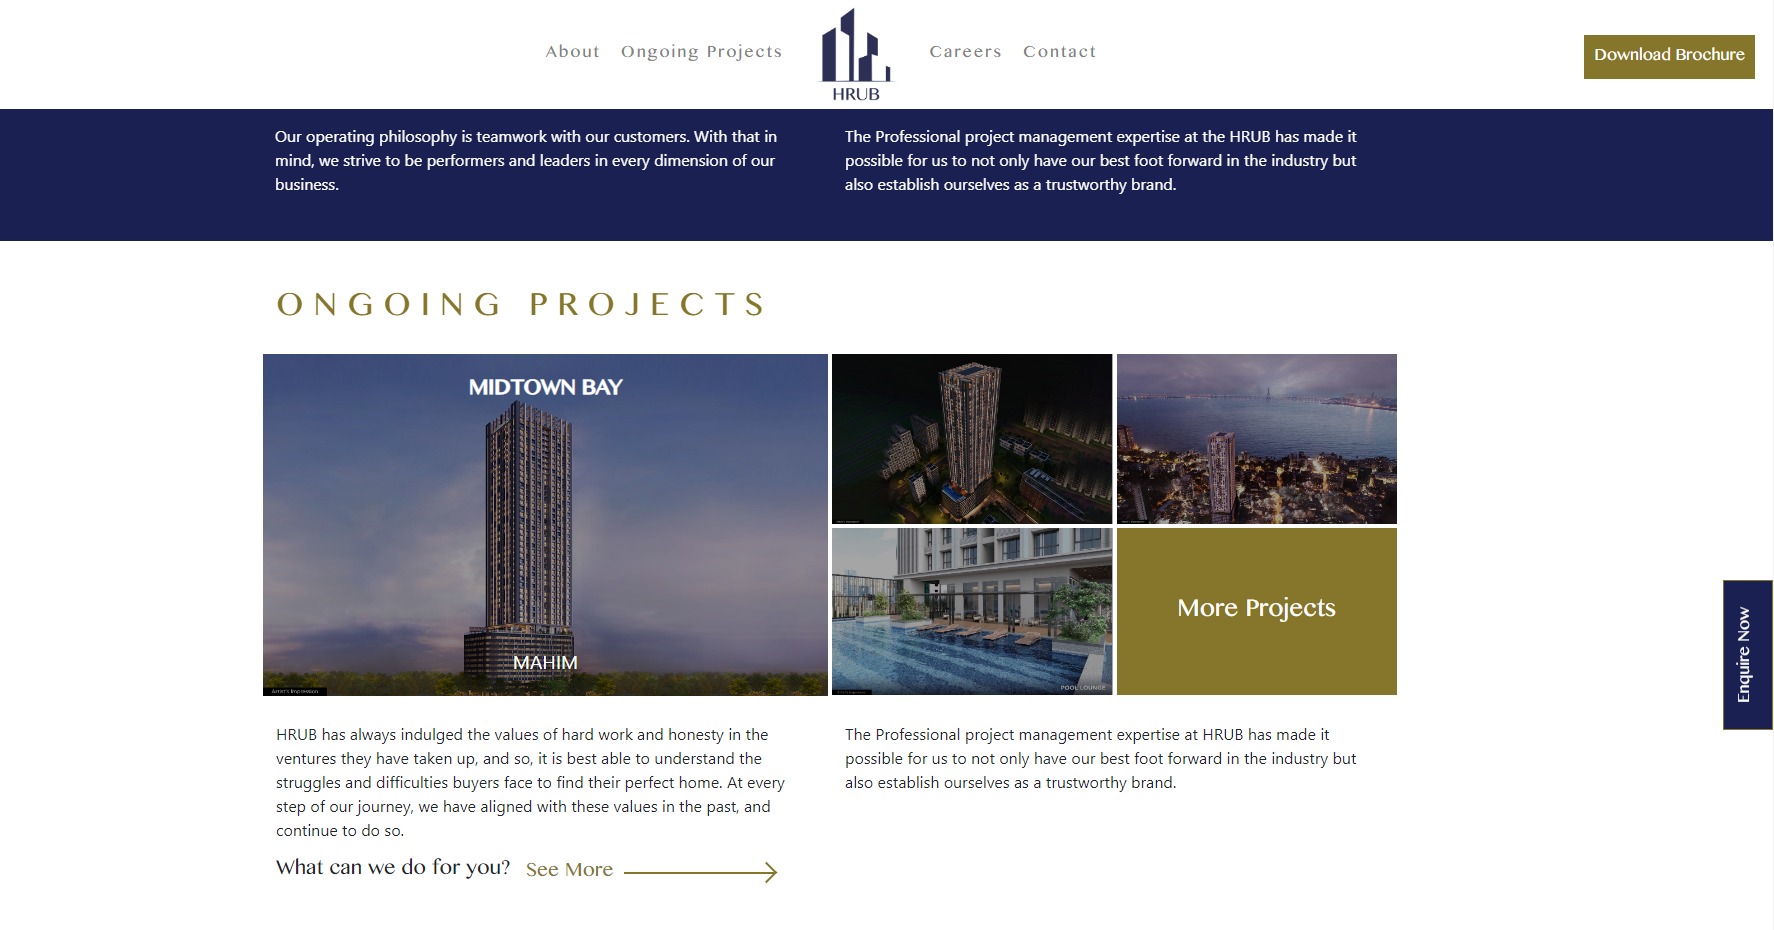 About
Ongoing Projects
HRUB
Careers
Contact
Download Brochure
Our operating philosophy is teamwork with our customers. With that in
mind, we strive to be performers and leaders in every dimension of our
business.
The Professional project management expertise at the HRUB has made it
possible for us to not only have our best foot forward in the industry but
also establish ourselves as a trustworthy brand.
ONGOING PROJECTS
MIDTOWN BAY
MAHIM
Artist's Impression
POOL LOUNGE
More Projects
Enquire Now
HRUB has always indulged the values of hard work and honesty in the
ventures they have taken up, and so, it is best able to understand the
struggles and difficulties buyers face to find their perfect home. At every
step of our journey, we have aligned with these values in the past, and
continue to do so.
The Professional project management expertise at HRUB has made it
possible for us to not only have our best foot forward in the industry but
also establish ourselves as a trustworthy brand.
What can we do for you?
See More